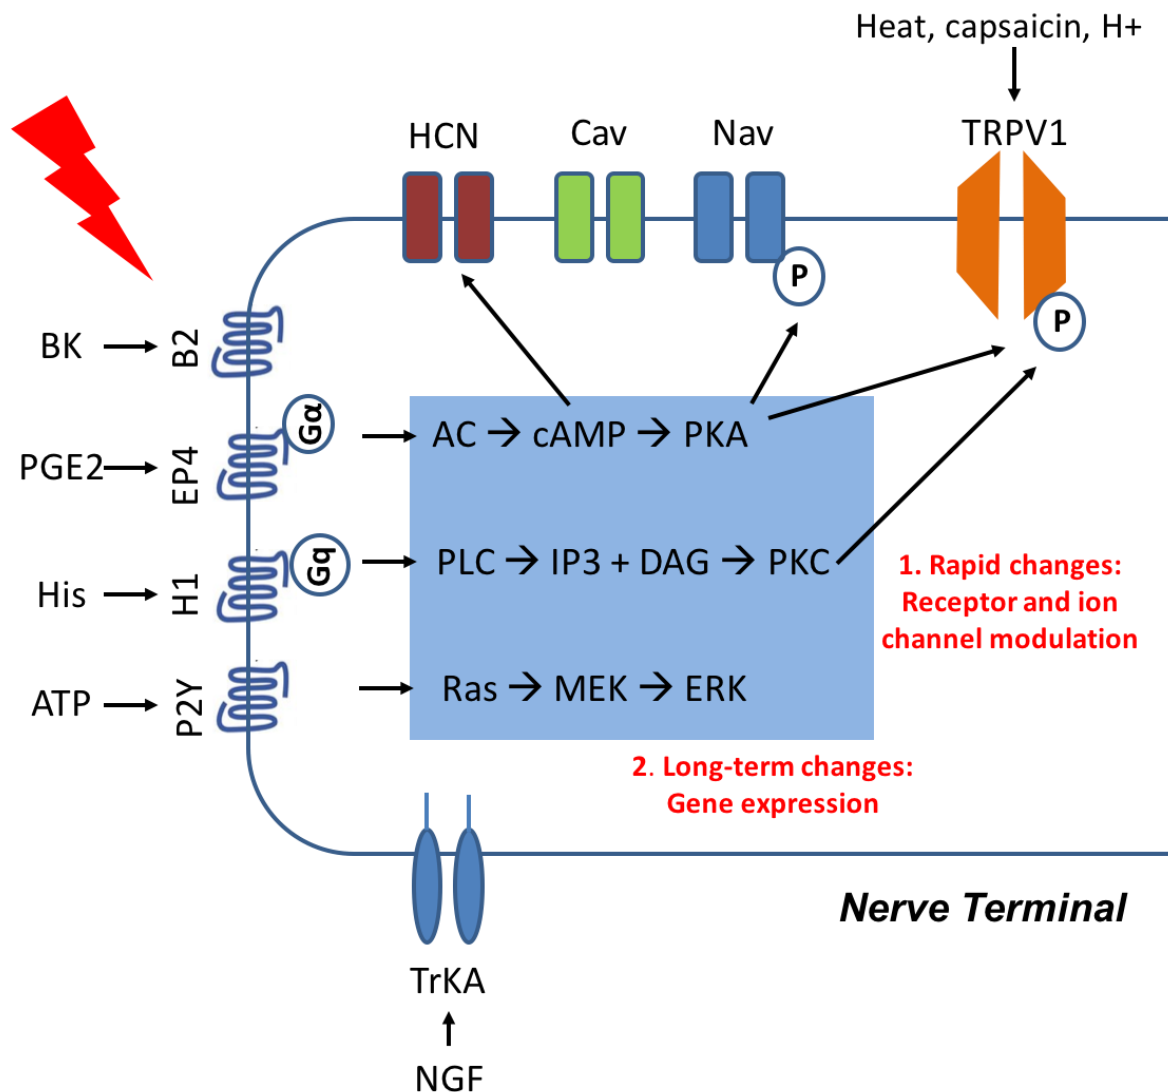 Heat, capsaicin, H+
HCN
Cav
Nav
TRPV1
P
P
BK
B2
Gα
AC → cAMP → PKA
PGE2
EP4
Gq
PLC → IP3 + DAG → PKC
His
H1
1. Rapid changes:
Receptor and ion
channel modulation
ATP
P2Y
Ras → MEK → ERK
2. Long-term changes:
Gene expression
Nerve Terminal
TrKA
NGF